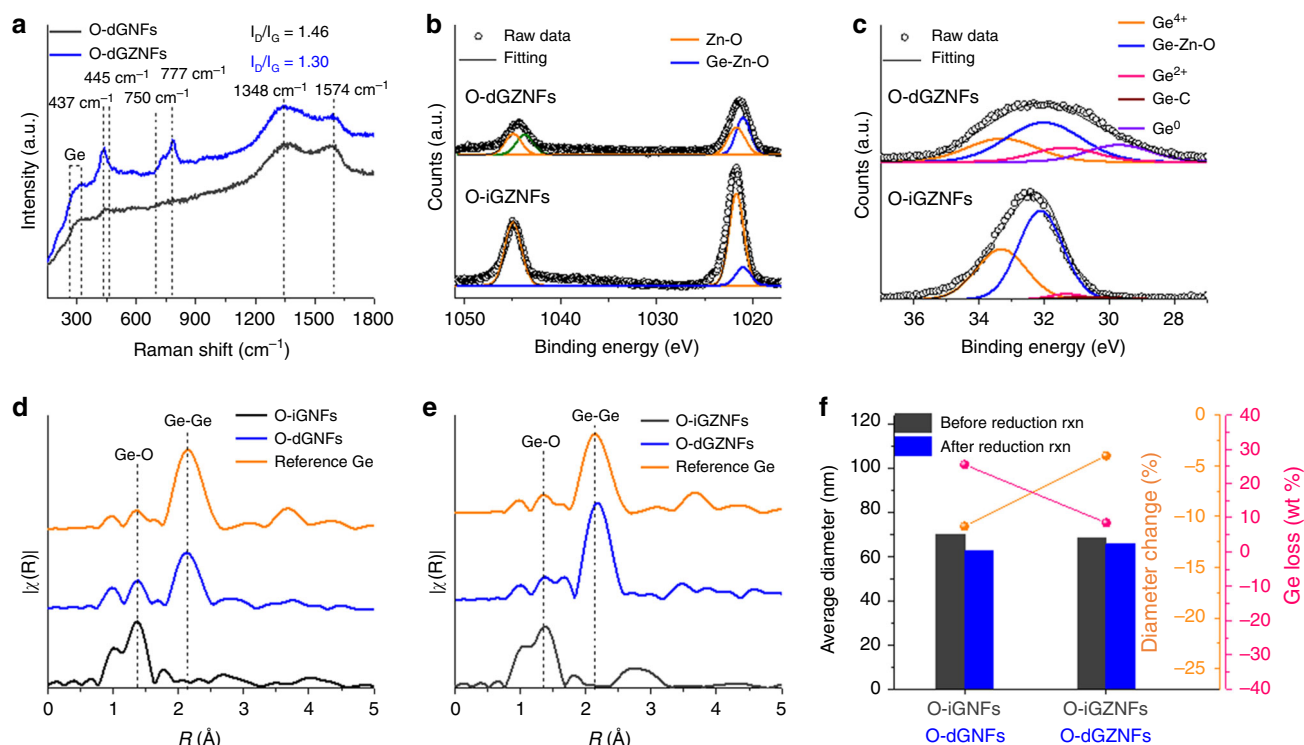 a
O-dGNFs
O-dGZNFs
I_D/I_G = 1.46
I_D/I_G = 1.30
445 cm⁻¹
777 cm⁻¹
437 cm⁻¹
750 cm⁻¹
1348 cm⁻¹
1574 cm⁻¹
Ge
Intensity (a.u.)
300 600 900 1200 1500 1800
Raman shift (cm⁻¹)
b
Raw data
Fitting
Zn-O
Ge-Zn-O
O-dGZNFs
O-iGZNFs
Counts (a.u.)
1050 1040 1030 1020
Binding energy (eV)
c
Raw data
Fitting
Ge⁴⁺
Ge-Zn-O
Ge²⁺
Ge-C
Ge⁰
O-dGZNFs
O-iGZNFs
Counts (a.u.)
36 34 32 30 28
Binding energy (eV)
d
O-iGNFs
O-dGNFs
Reference Ge
Ge-Ge
Ge-O
|χ(R)|
0 1 2 3 4 5
R (Å)
e
O-iGZNFs
O-dGZNFs
Reference Ge
Ge-Ge
Ge-O
|χ(R)|
0 1 2 3 4 5
R (Å)
f
Before reduction rxn
After reduction rxn
Average diameter (nm)
120
100
80
60
40
20
0
Diameter change (%)
0
−5
−10
−15
−20
−25
Ge loss (wt %)
40
30
20
10
0
−10
−20
−30
−40
O-iGNFs O-iGZNFs
O-dGNFs O-dGZNFs